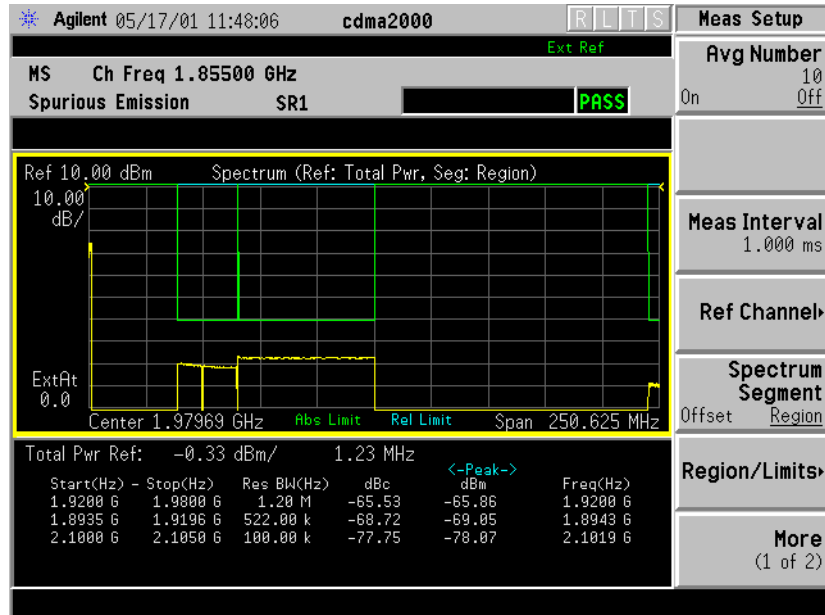 Agilent 05/17/01 11:48:06 cdma2000 R L T S
Ext Ref
MS Ch Freq 1.85500 GHz
Spurious Emission SR1 PASS
Ref 10.00 dBm Spectrum (Ref: Total Pwr, Seg: Region)
10.00
dB/
ExtAt
0.0
Center 1.97969 GHz Abs Limit Rel Limit Span 250.625 MHz
Total Pwr Ref: -0.33 dBm/ 1.23 MHz
<-Peak->
Start(Hz) - Stop(Hz) Res BW(Hz) dBc dBm Freq(Hz)
1.9200 G 1.9800 G 1.20 M -65.53 -65.86 1.9200 G
1.8935 G 1.9196 G 522.00 k -68.72 -69.05 1.8943 G
2.1000 G 2.1050 G 100.00 k -77.75 -78.07 2.1019 G
Meas Setup
Avg Number
10
On Off
Meas Interval
1.000 ms
Ref Channel
Spectrum
Segment
Offset Region
Region/Limits
More
(1 of 2)